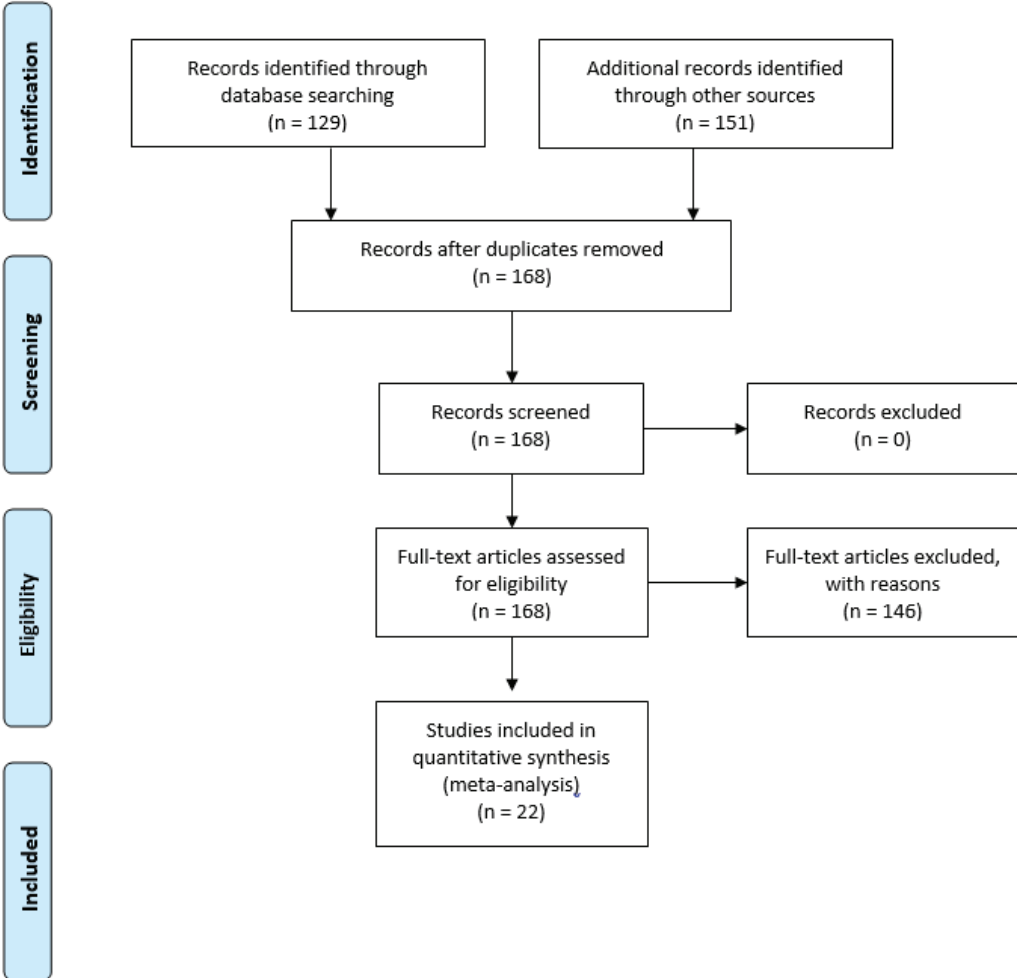 Identification
Records identified through
database searching
(n = 129)
Additional records identified
through other sources
(n = 151)
Records after duplicates removed
(n = 168)
Screening
Records screened
(n = 168)
Records excluded
(n = 0)
Eligibility
Full-text articles assessed
for eligibility
(n = 168)
Full-text articles excluded,
with reasons
(n = 146)
Included
Studies included in
quantitative synthesis
(meta-analysis)
(n = 22)